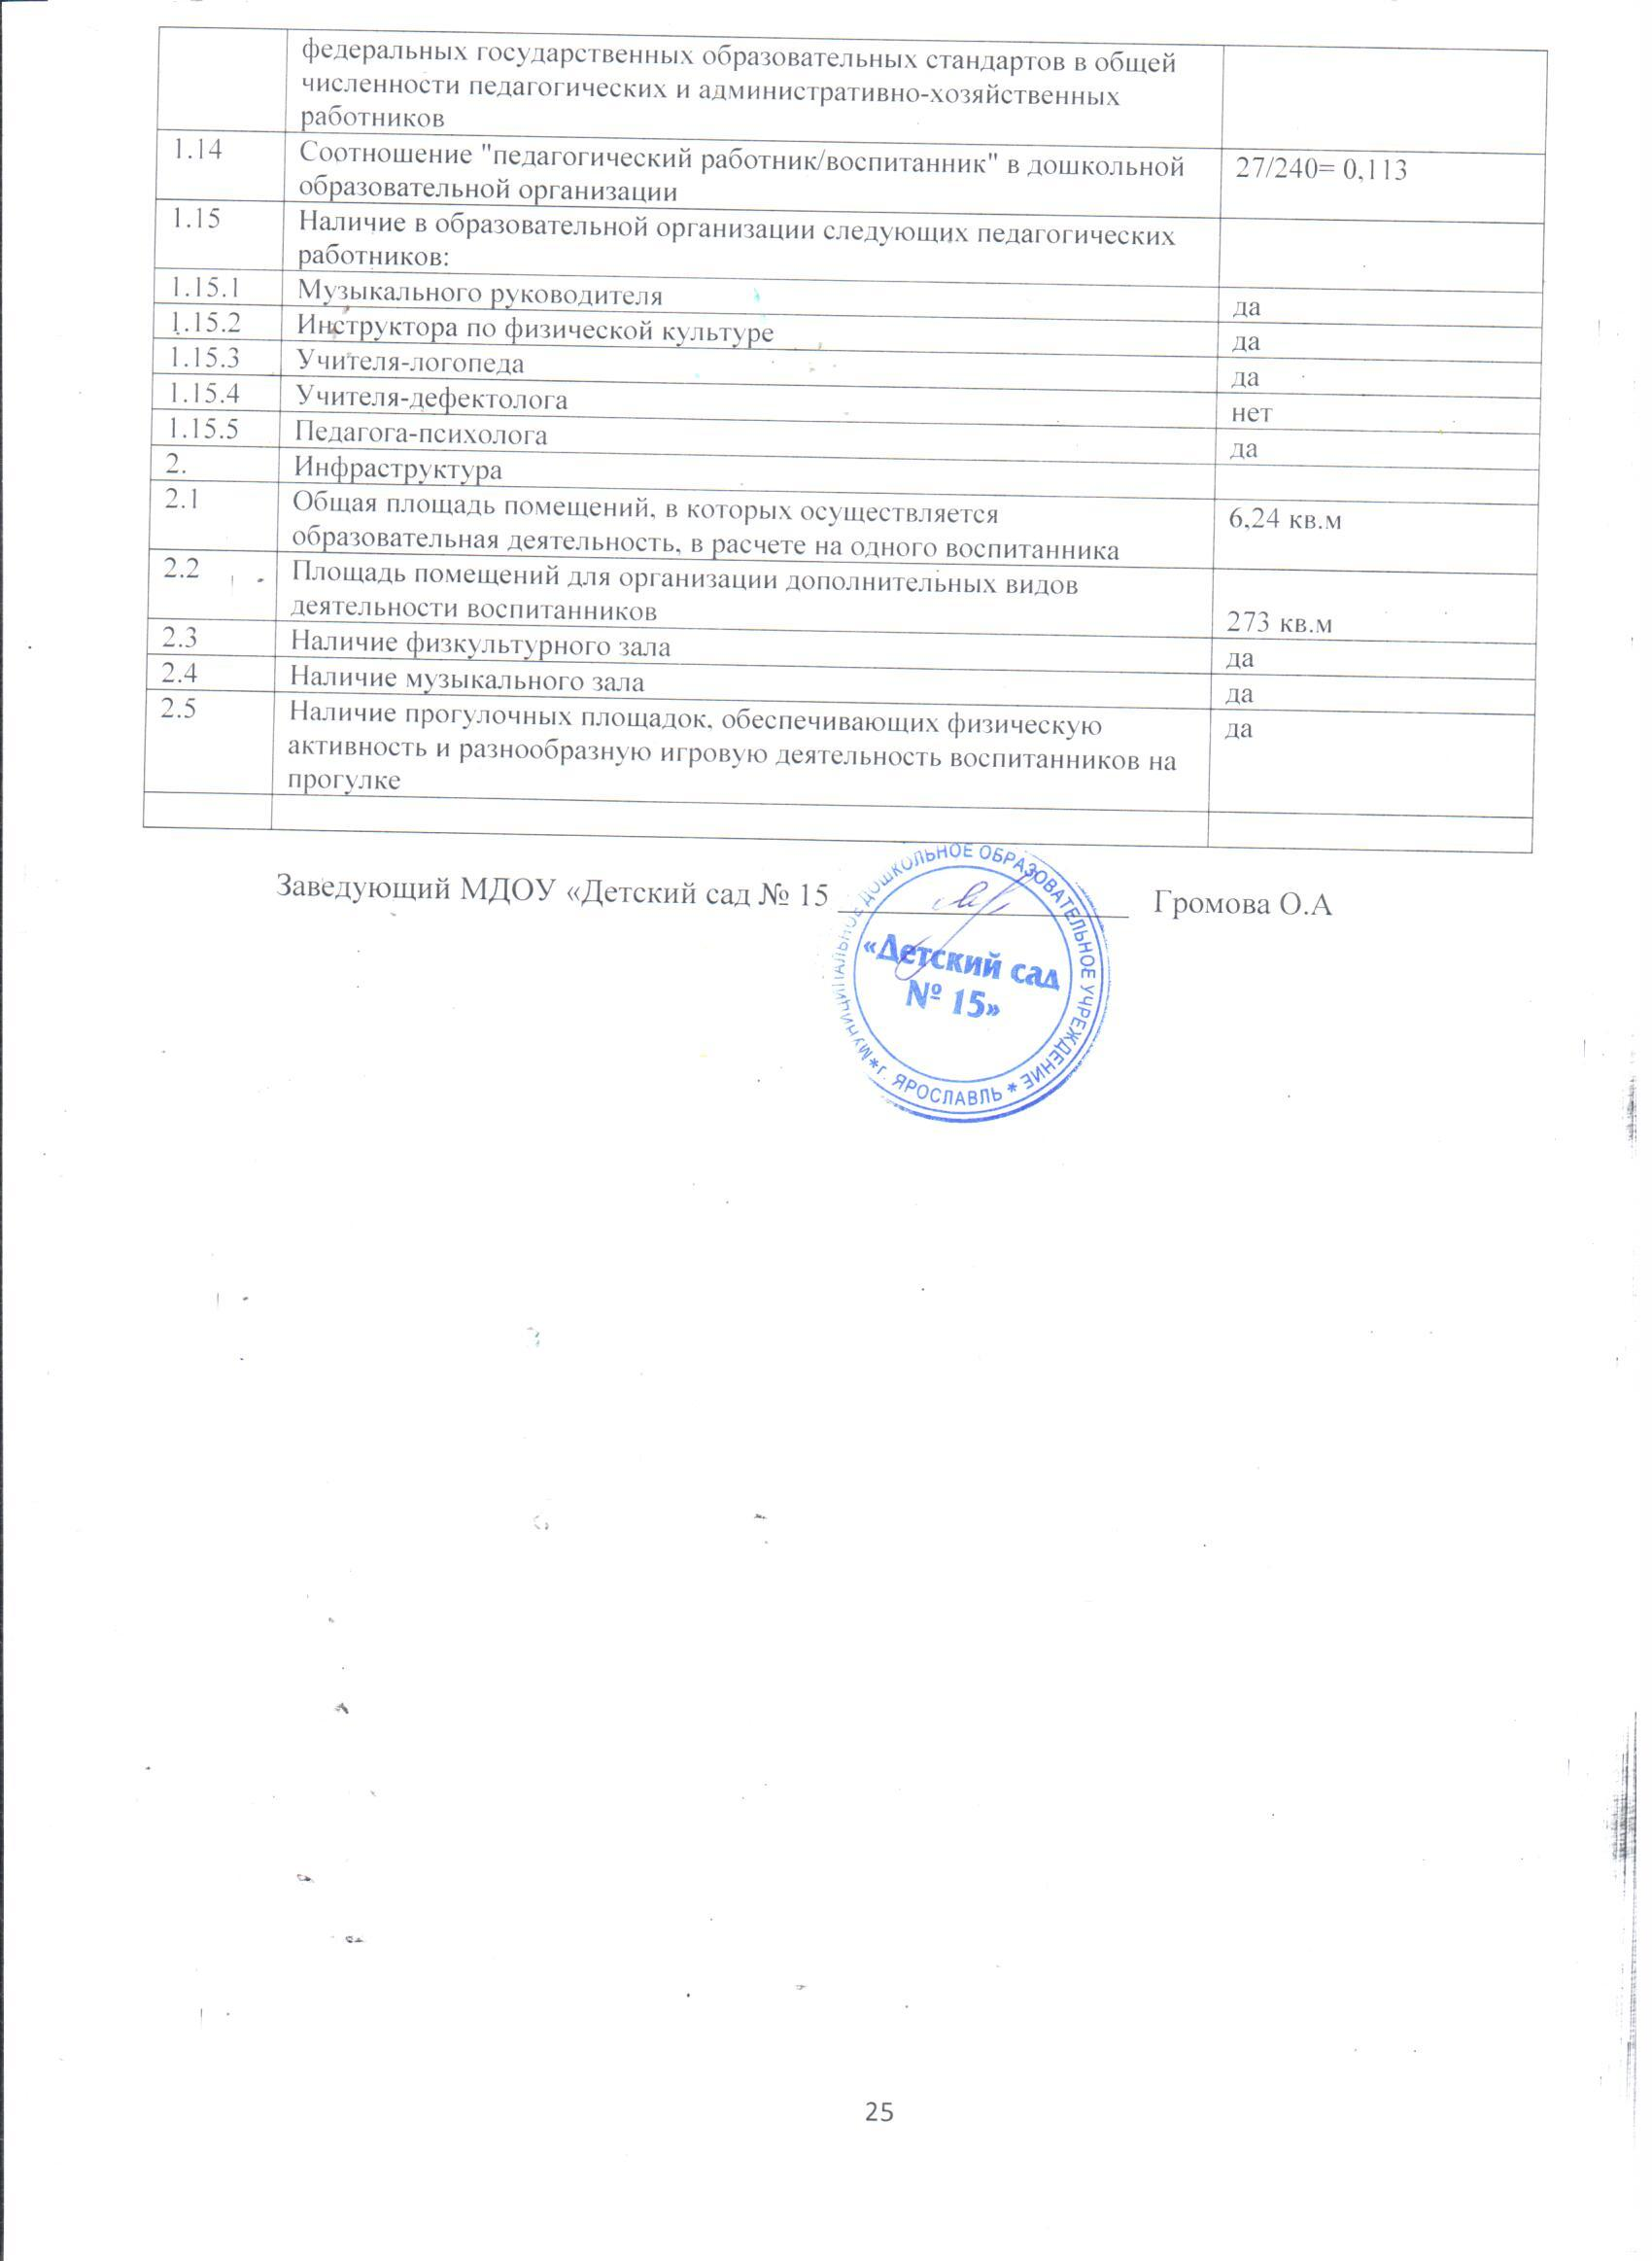 федеральных государственных образовательных стандартов в общей
численности педагогических и административно-хозяйственных
работников
1.14 Соотношение "педагогический работник/воспитанник" в дошкольной 27/240= 0,113
образовательной организации
1.15 Наличие в образовательной организации следующих педагогических
работников:
1.15.1 Музыкального руководителя да
1.15.2 Инструктора по физической культуре да
1.15.3 Учителя-логопеда да
1.15.4 Учителя-дефектолога нет
1.15.5 Педагога-психолога да
2. Инфраструктура
2.1 Общая площадь помещений, в которых осуществляется 6,24 кв.м
образовательная деятельность, в расчете на одного воспитанника
2.2 Площадь помещений для организации дополнительных видов
деятельности воспитанников 273 кв.м
2.3 Наличие физкультурного зала да
2.4 Наличие музыкального зала да
2.5 Наличие прогулочных площадок, обеспечивающих физическую да
активность и разнообразную игровую деятельность воспитанников на
прогулке
Заведующий МДОУ «Детский сад № 15 Громова О.А
МУНИЦИПАЛЬНОЕ ДОШКОЛЬНОЕ ОБРАЗОВАТЕЛЬНОЕ УЧРЕЖДЕНИЕ * г. ЯРОСЛАВЛЬ *
«Детский сад
№ 15»
25